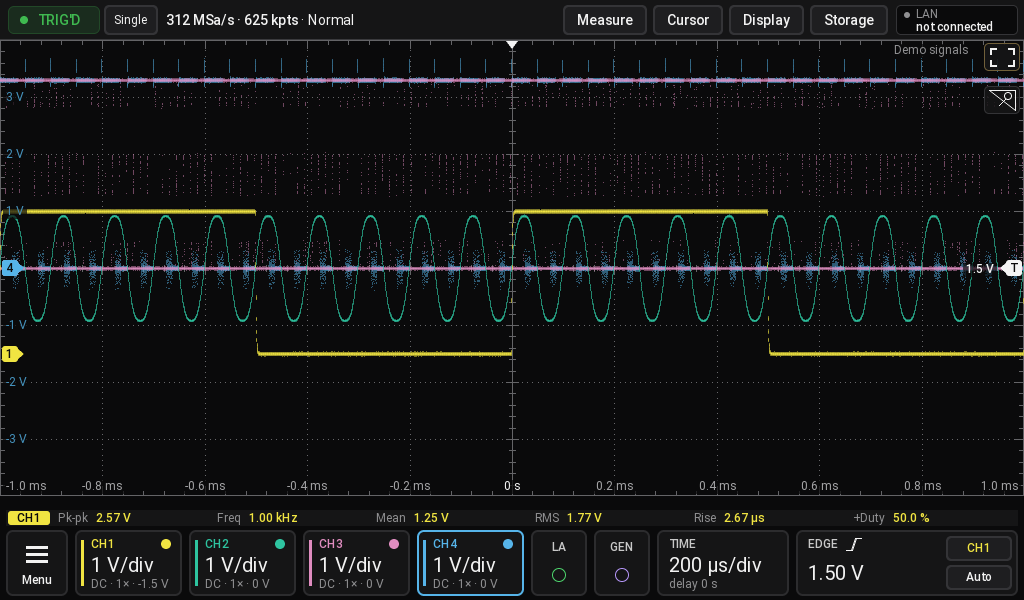 TRIG'D
Single
312 MSa/s · 625 kpts · Normal
Measure
Cursor
Display
Storage
LAN
not connected
Demo signals
3 V
2 V
1 V
4
1.5 V
T
-1 V
1
-2 V
-3 V
-1.0 ms
-0.8 ms
-0.6 ms
-0.4 ms
-0.2 ms
0 s
0.2 ms
0.4 ms
0.6 ms
0.8 ms
1.0 ms
CH1 Pk-pk 2.57 V Freq 1.00 kHz Mean 1.25 V RMS 1.77 V Rise 2.67 µs +Duty 50.0 %
Menu
CH1
1 V/div
DC · 1× · -1.5 V
CH2
1 V/div
DC · 1× · 0 V
CH3
1 V/div
DC · 1× · 0 V
CH4
1 V/div
DC · 1× · 0 V
LA
GEN
TIME
200 µs/div
delay 0 s
EDGE
1.50 V
CH1
Auto